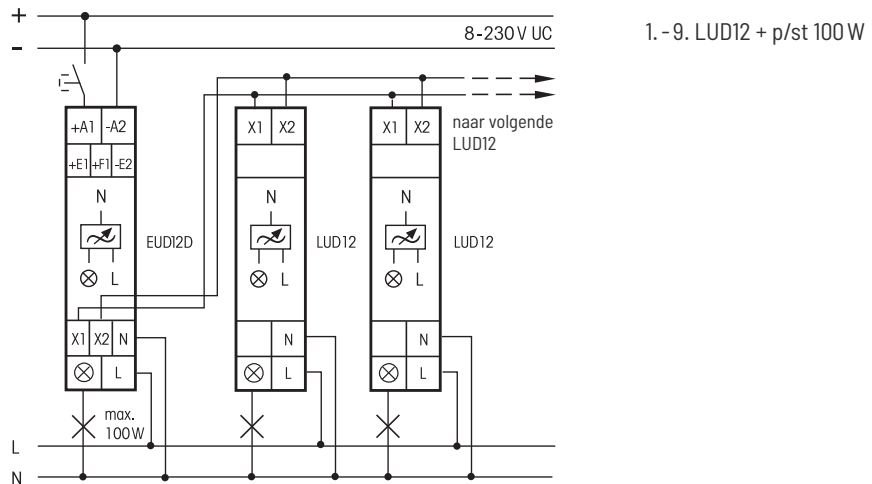 +
8-230 V UC
1. - 9. LUD12 + p/st 100 W
-
+A1 -A2
X1 X2
X1 X2
naar volgende
LUD12
+E1 +F1 -E2
N
N
N
EUD12D
LUD12
LUD12
L
L
L
X1 X2 N
N
N
L
L
L
max.
100 W
L
N